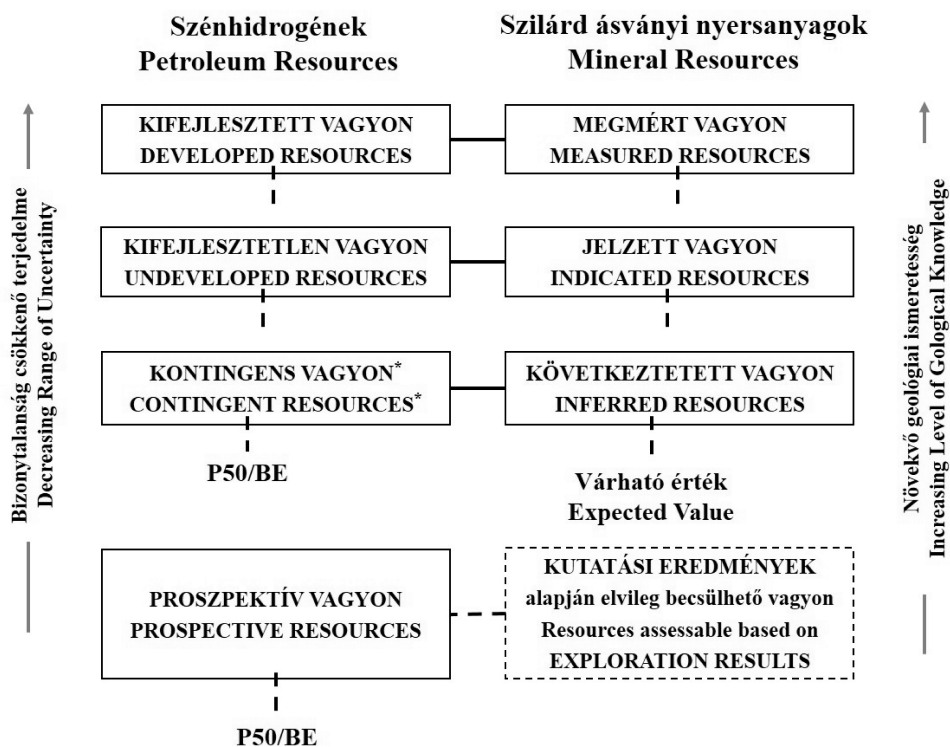 Szénhidrogének
Petroleum Resources
Szilárd ásványi nyersanyagok
Mineral Resources
Bizonytalanság csökkenő terjedelme
Decreasing Range of Uncertainty
KIFEJLESZTETT VAGYON
DEVELOPED RESOURCES
MEGMÉRT VAGYON
MEASURED RESOURCES
KIFEJLESZTETLEN VAGYON
UNDEVELOPED RESOURCES
JELZETT VAGYON
INDICATED RESOURCES
KONTINGENS VAGYON*
CONTINGENT RESOURCES*
KÖVETKEZTETETT VAGYON
INFERRED RESOURCES
P50/BE
Várható érték
Expected Value
PROSZPEKTÍV VAGYON
PROSPECTIVE RESOURCES
KUTATÁSI EREDMÉNYEK
alapján elvileg becsülhető vagyon
Resources assessable based on
EXPLORATION RESULTS
P50/BE
Növekvő geológiai ismeretesség
Increasing Level of Gological Knowledge